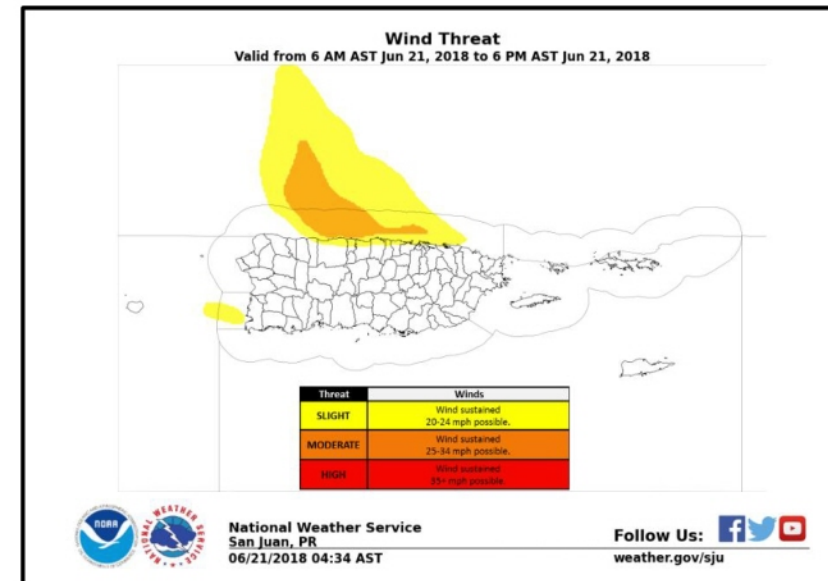 Wind Threat
Valid from 6 AM AST Jun 21, 2018 to 6 PM AST Jun 21, 2018
Threat Winds
SLIGHT Wind sustained
20-24 mph possible.
MODERATE Wind sustained
25-34 mph possible.
HIGH Wind sustained
35+ mph possible.
NOAA
NATIONAL WEATHER SERVICE
National Weather Service
San Juan, PR
06/21/2018 04:34 AST
Follow Us:
weather.gov/sju